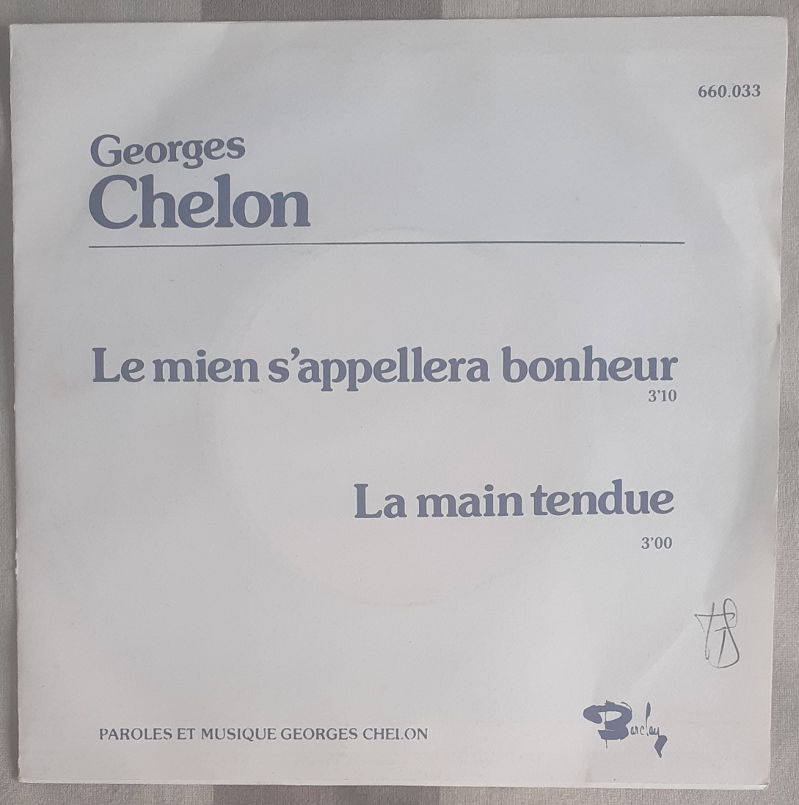 660.033
Georges
Chelon
Le mien s'appellera bonheur
3'10
La main tendue
3'00
PAROLES ET MUSIQUE GEORGES CHELON
Barclay